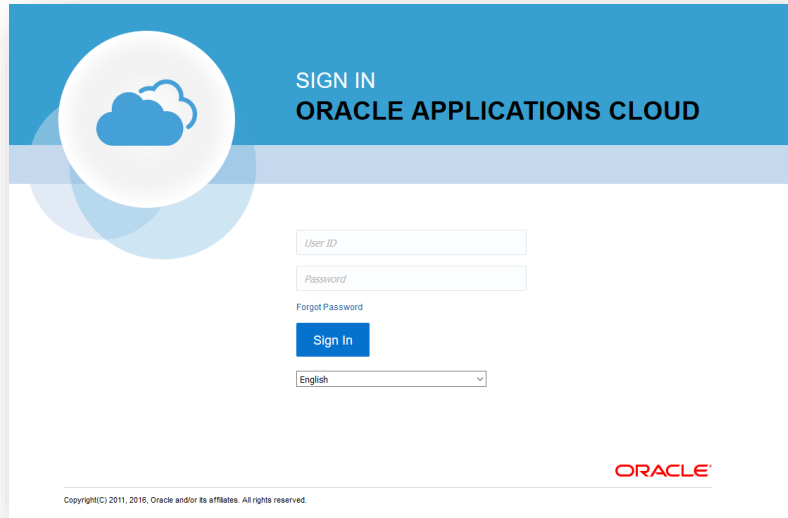 SIGN IN
ORACLE APPLICATIONS CLOUD
User ID
Password
Forgot Password
Sign In
English
ORACLE
Copyright(C) 2011, 2016, Oracle and/or its affiliates. All rights reserved.